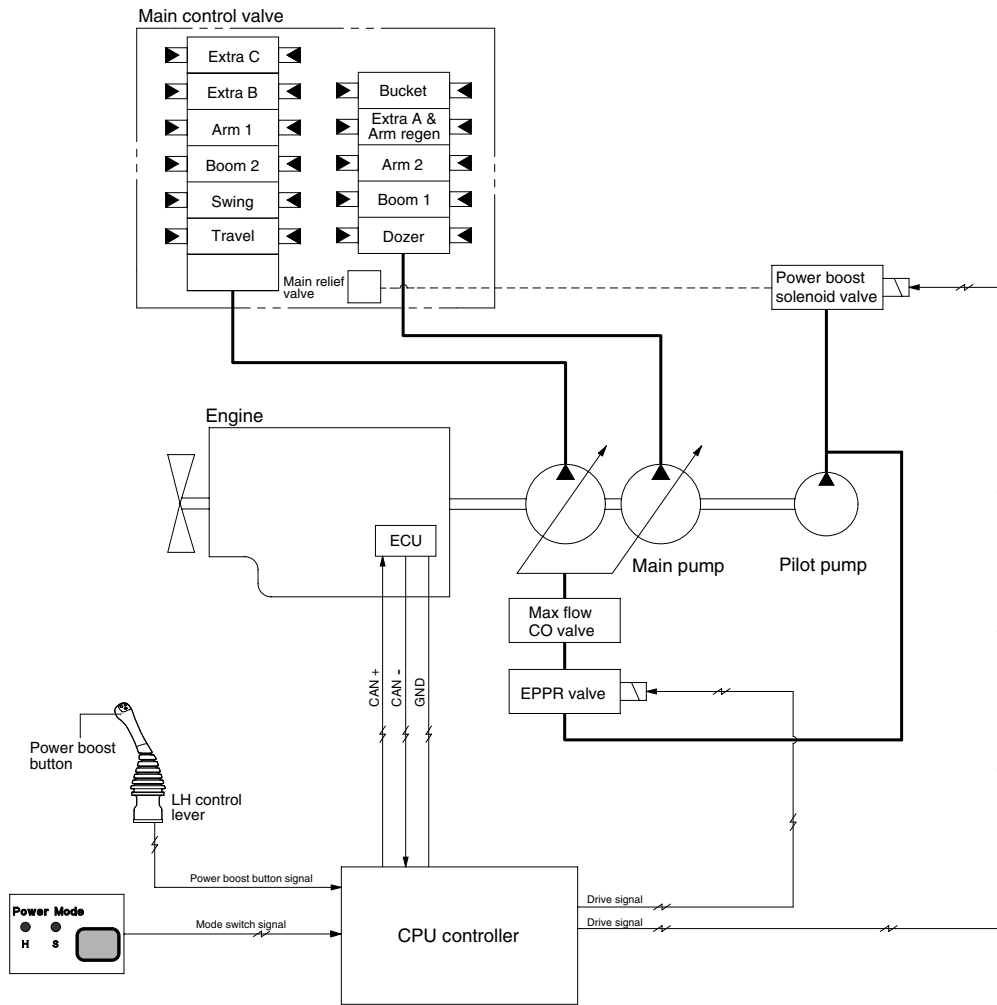 Main control valve
Extra C
Extra B
Arm 1
Boom 2
Swing
Travel
Bucket
Extra A &
Arm regen
Arm 2
Boom 1
Dozer
Main relief
valve
Power boost
solenoid valve
Engine
ECU
Main pump
Pilot pump
Max flow
CO valve
EPPR valve
CAN +
CAN -
GND
Power boost
button
LH control
lever
Power boost button signal
Power Mode
H S
Mode switch signal
CPU controller
Drive signal
Drive signal